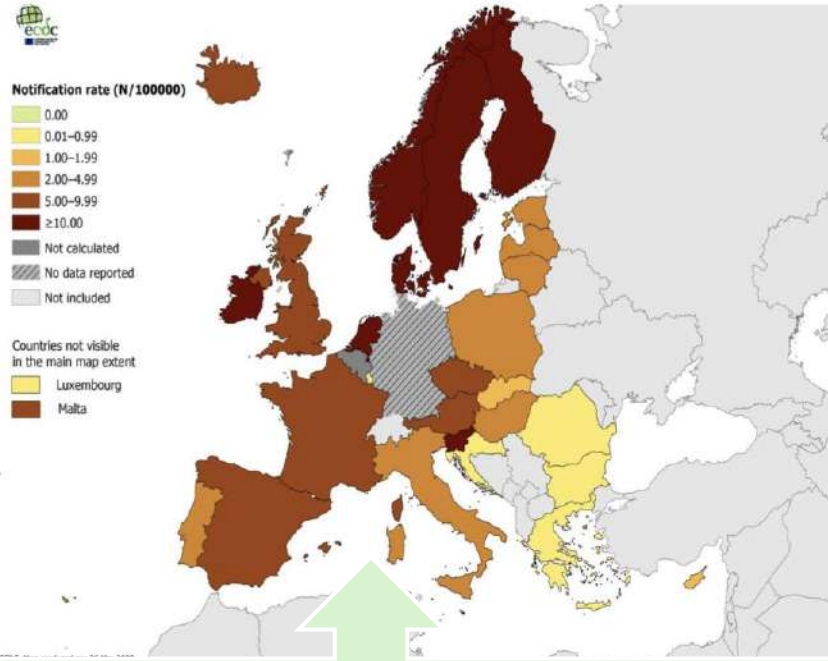 ecdc
Notification rate (N/100000)
0.00
0.01–0.99
1.00–1.99
2.00–4.99
5.00–9.99
≥10.00
Not calculated
No data reported
Not included
Countries not visible
in the main map extent
Luxembourg
Malta